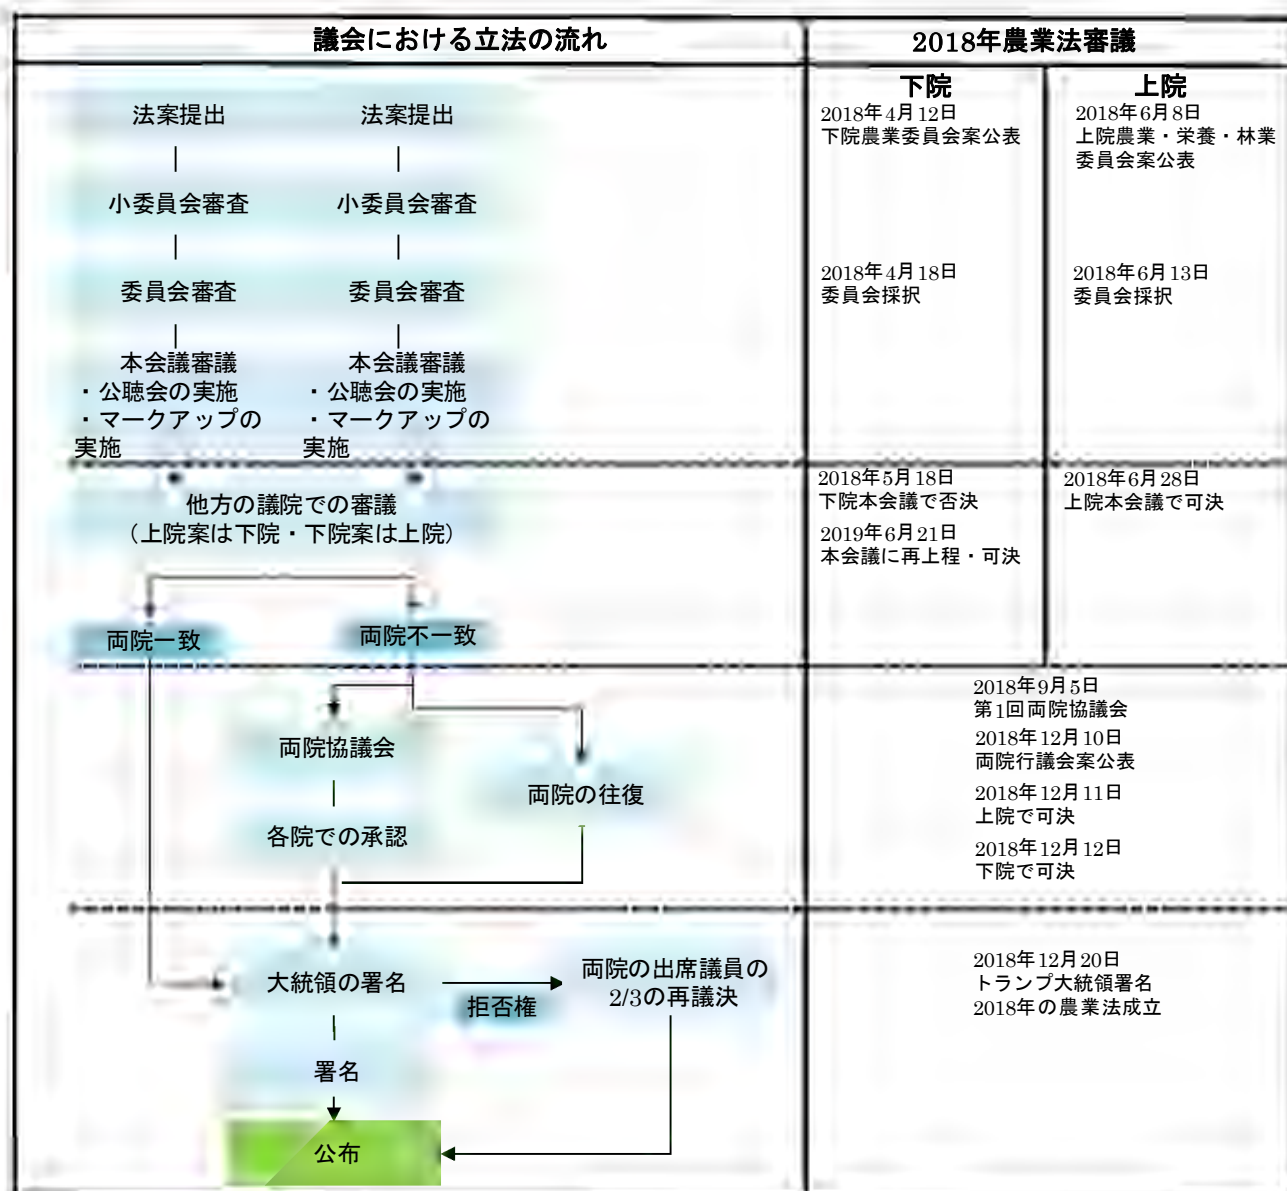 議会における立法の流れ
2018年農業法審議
下院
上院
法案提出
法案提出
小委員会審査
小委員会審査
委員会審査
委員会審査
本会議審議
・公聴会の実施
・マークアップの
実施
本会議審議
・公聴会の実施
・マークアップの
実施
2018年4月12日
下院農業委員会案公表
2018年6月8日
上院農業・栄養・林業
委員会案公表
2018年4月18日
委員会採択
2018年6月13日
委員会採択
他方の議院での審議
（上院案は下院・下院案は上院）
両院一致
両院不一致
2018年5月18日
下院本会議で否決
2019年6月21日
本会議に再上程・可決
2018年6月28日
上院本会議で可決
両院協議会
各院での承認
両院の往復
2018年9月5日
第1回両院協議会
2018年12月10日
両院行議会案公表
2018年12月11日
上院で可決
2018年12月12日
下院で可決
大統領の署名
拒否権
両院の出席議員の
2/3の再議決
署名
公布
2018年12月20日
トランプ大統領署名
2018年の農業法成立